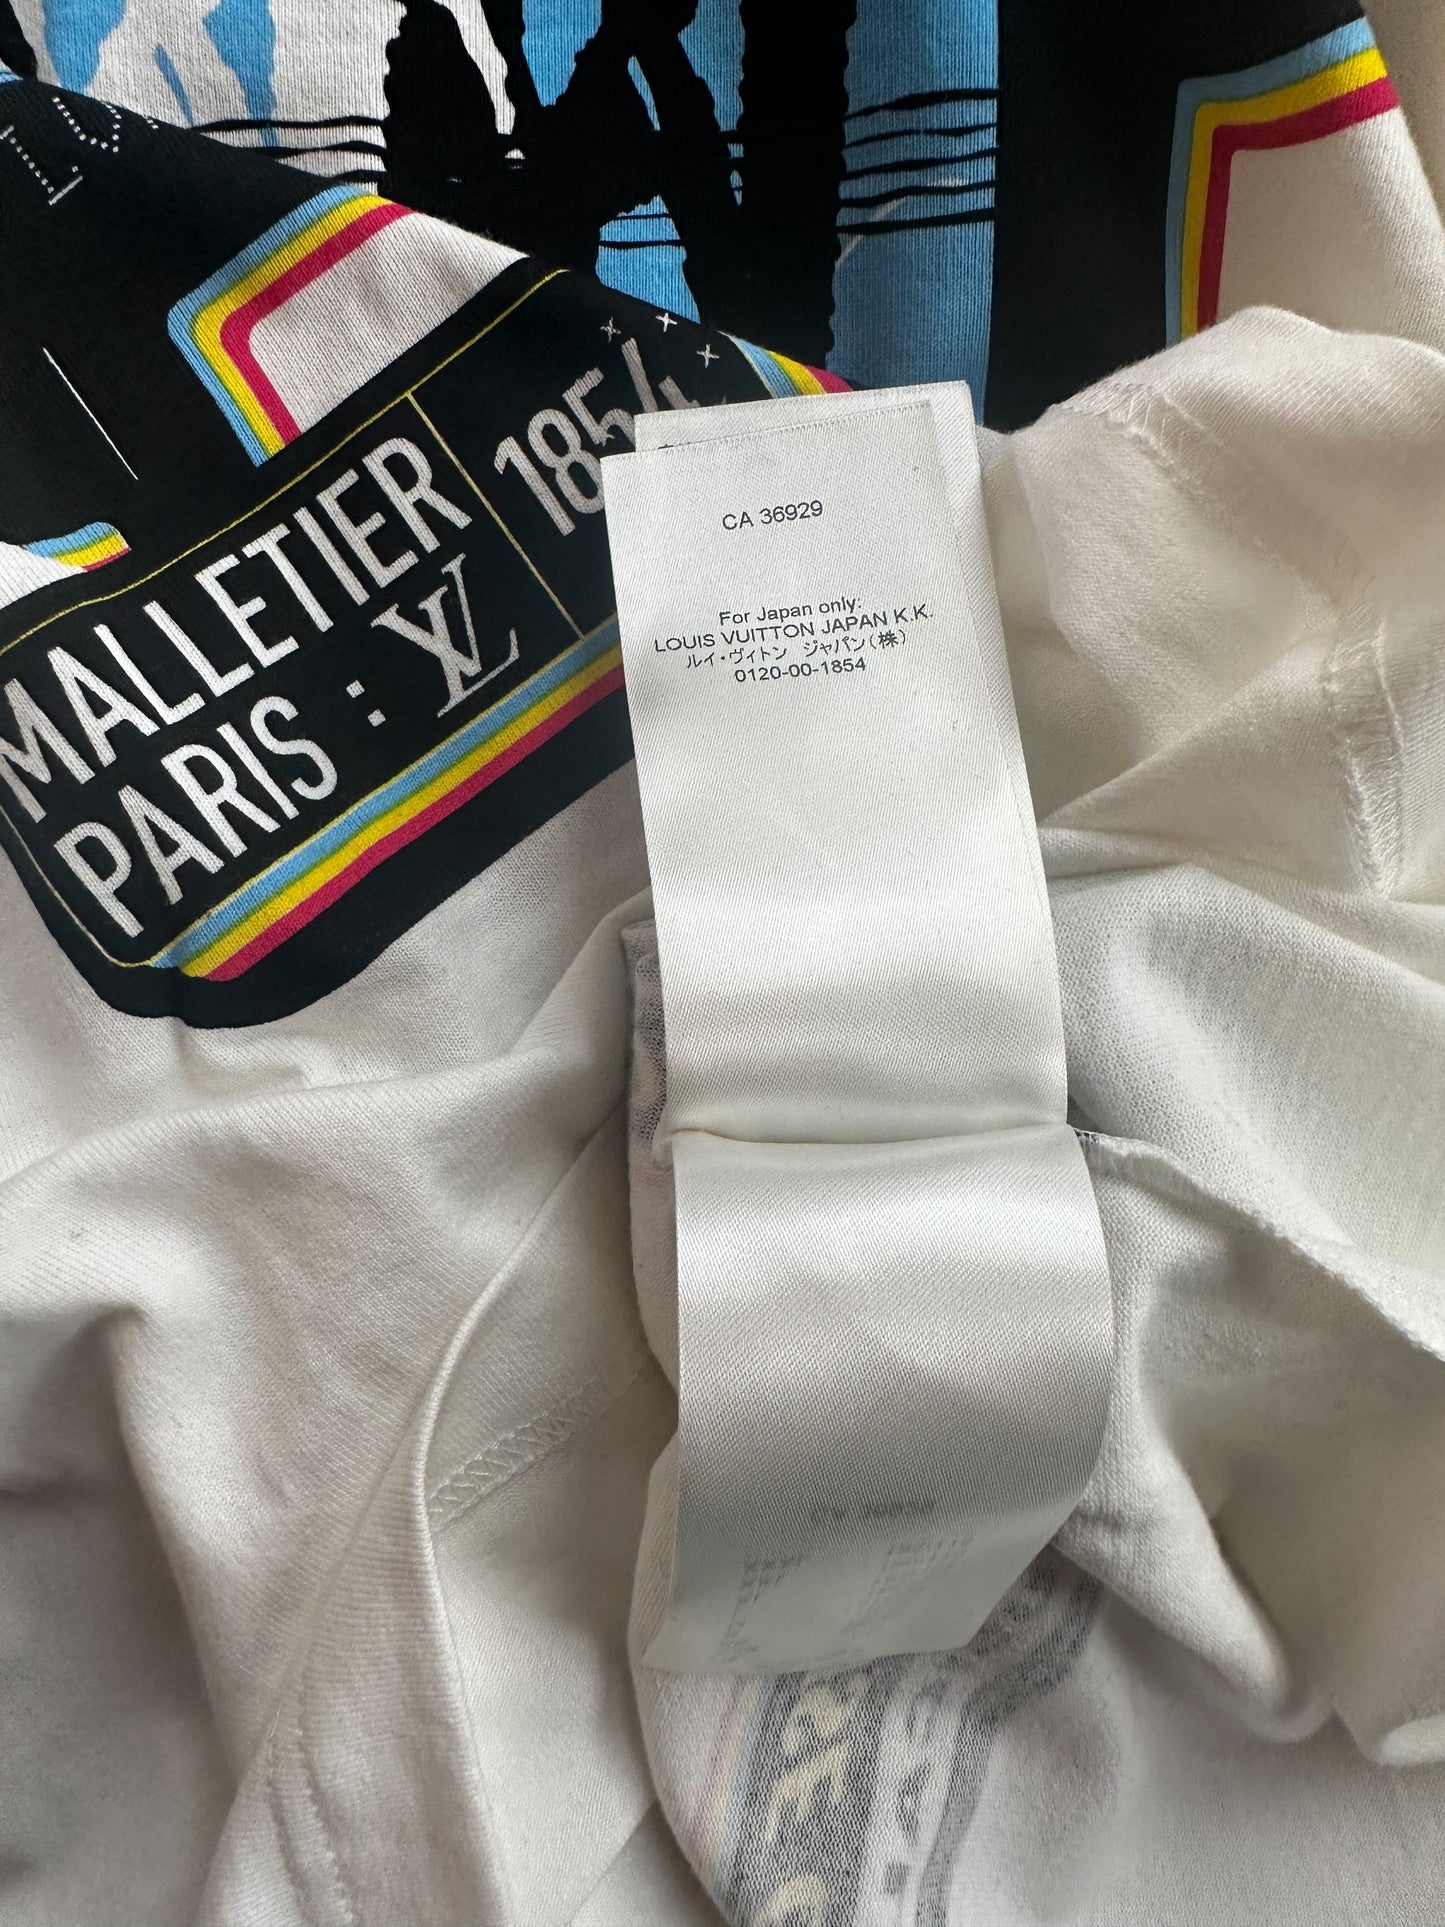 MALLETIER
1854
PARIS : LV
CA 36929
For Japan only:
LOUIS VUITTON JAPAN K.K.
ルイ・ヴィトン ジャパン(株)
0120-00-1854